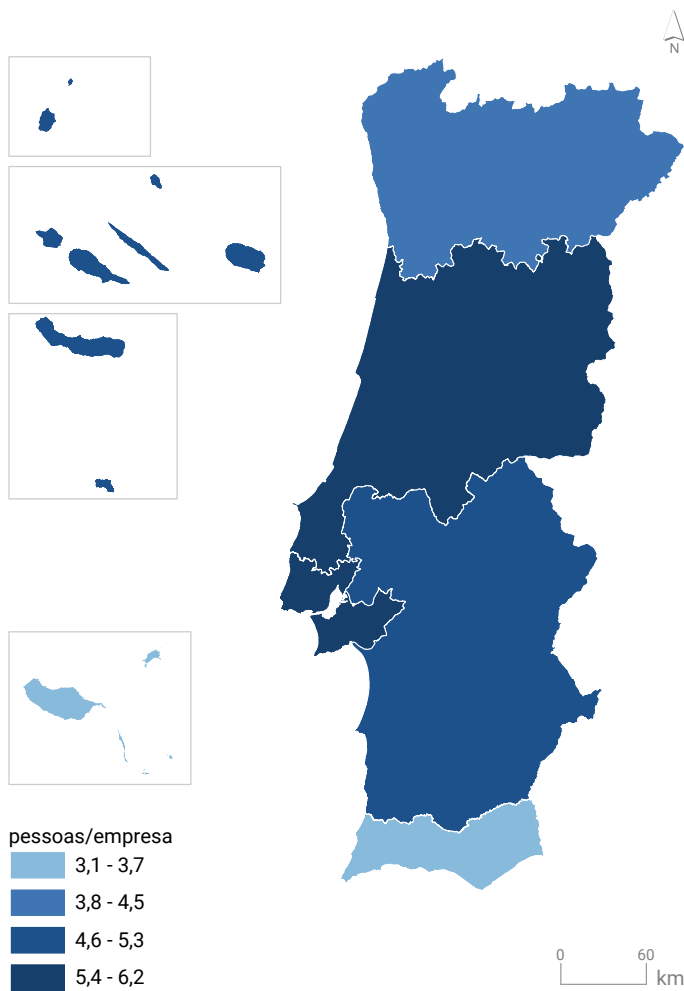 N
pessoas/empresa
3,1 - 3,7
3,8 - 4,5
4,6 - 5,3
5,4 - 6,2
0 60
km